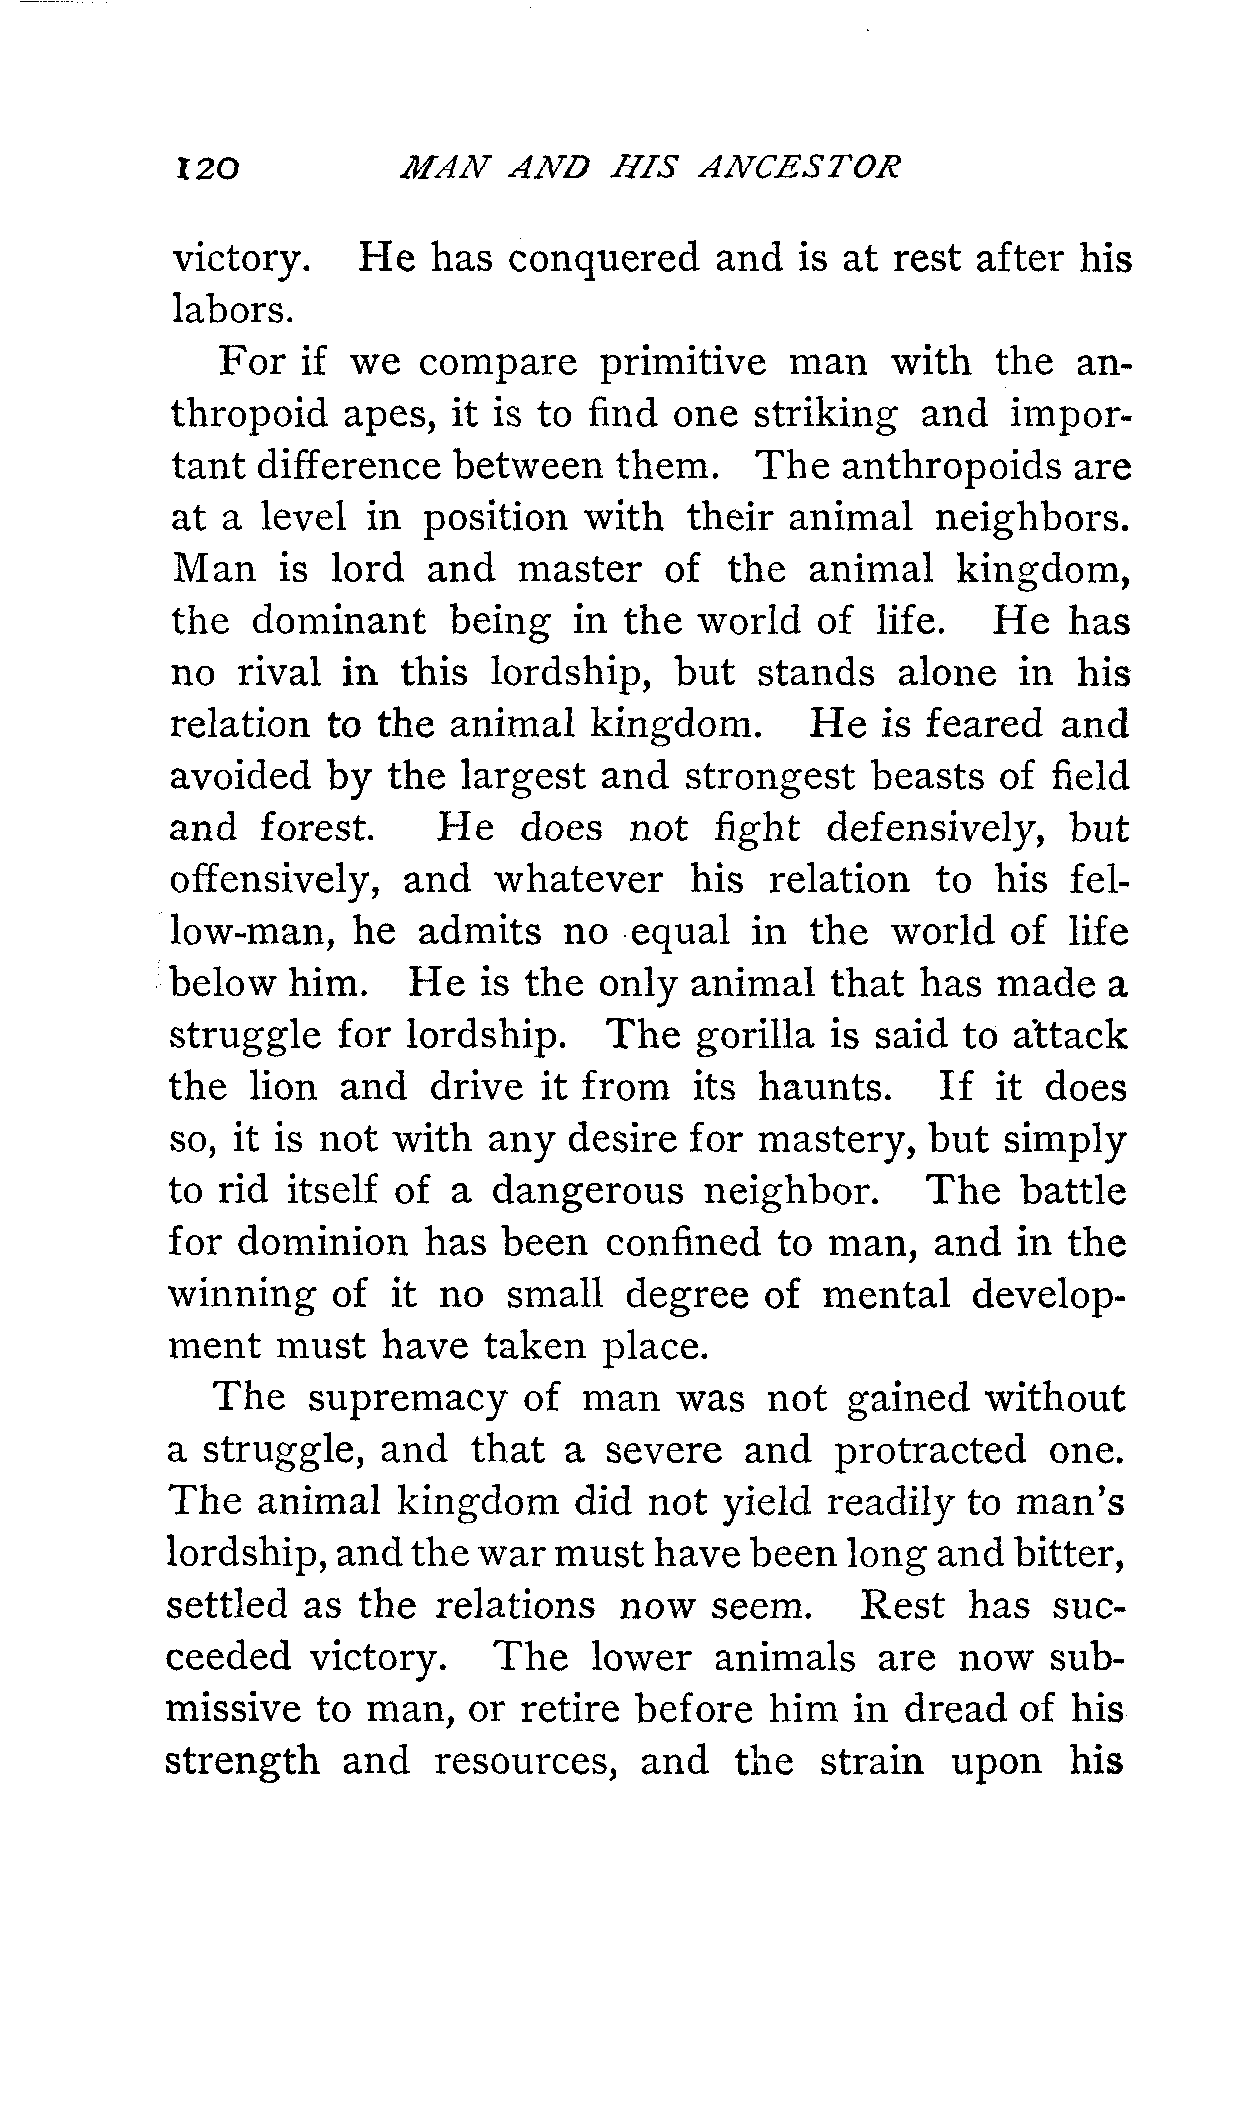 120 MAN AND HIS ANCESTOR
victory. He has conquered and is at rest after his
labors.
For if we compare primitive man with the an-
thropoid apes, it is to find one striking and impor-
tant difference between them. The anthropoids are
at a level in position with their animal neighbors.
Man is lord and master of the animal kingdom,
the dominant being in the world of life. He has
no rival in this lordship, but stands alone in his
relation to the animal kingdom. He is feared and
avoided by the largest and strongest beasts of field
and forest. He does not fight defensively, but
offensively, and whatever his relation to his fel-
low-man, he admits no equal in the world of life
below him. He is the only animal that has made a
struggle for lordship. The gorilla is said to attack
the lion and drive it from its haunts. If it does
so, it is not with any desire for mastery, but simply
to rid itself of a dangerous neighbor. The battle
for dominion has been confined to man, and in the
winning of it no small degree of mental develop-
ment must have taken place.
The supremacy of man was not gained without
a struggle, and that a severe and protracted one.
The animal kingdom did not yield readily to man's
lordship, and the war must have been long and bitter,
settled as the relations now seem. Rest has suc-
ceeded victory. The lower animals are now sub-
missive to man, or retire before him in dread of his
strength and resources, and the strain upon his